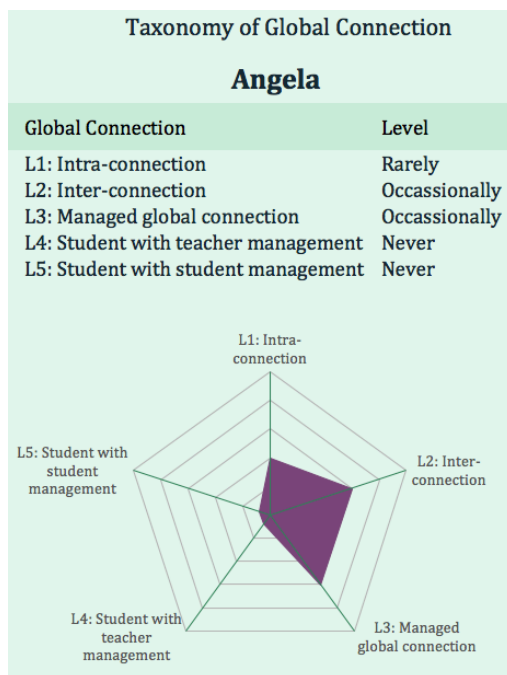 Taxonomy of Global Connection
Angela
Global Connection Level
L1: Intra-connection Rarely
L2: Inter-connection Occassionally
L3: Managed global connection Occassionally
L4: Student with teacher management Never
L5: Student with student management Never
L1: Intra-
connection
L5: Student with
student
management
L2: Inter-
connection
L4: Student with
teacher
management
L3: Managed
global connection